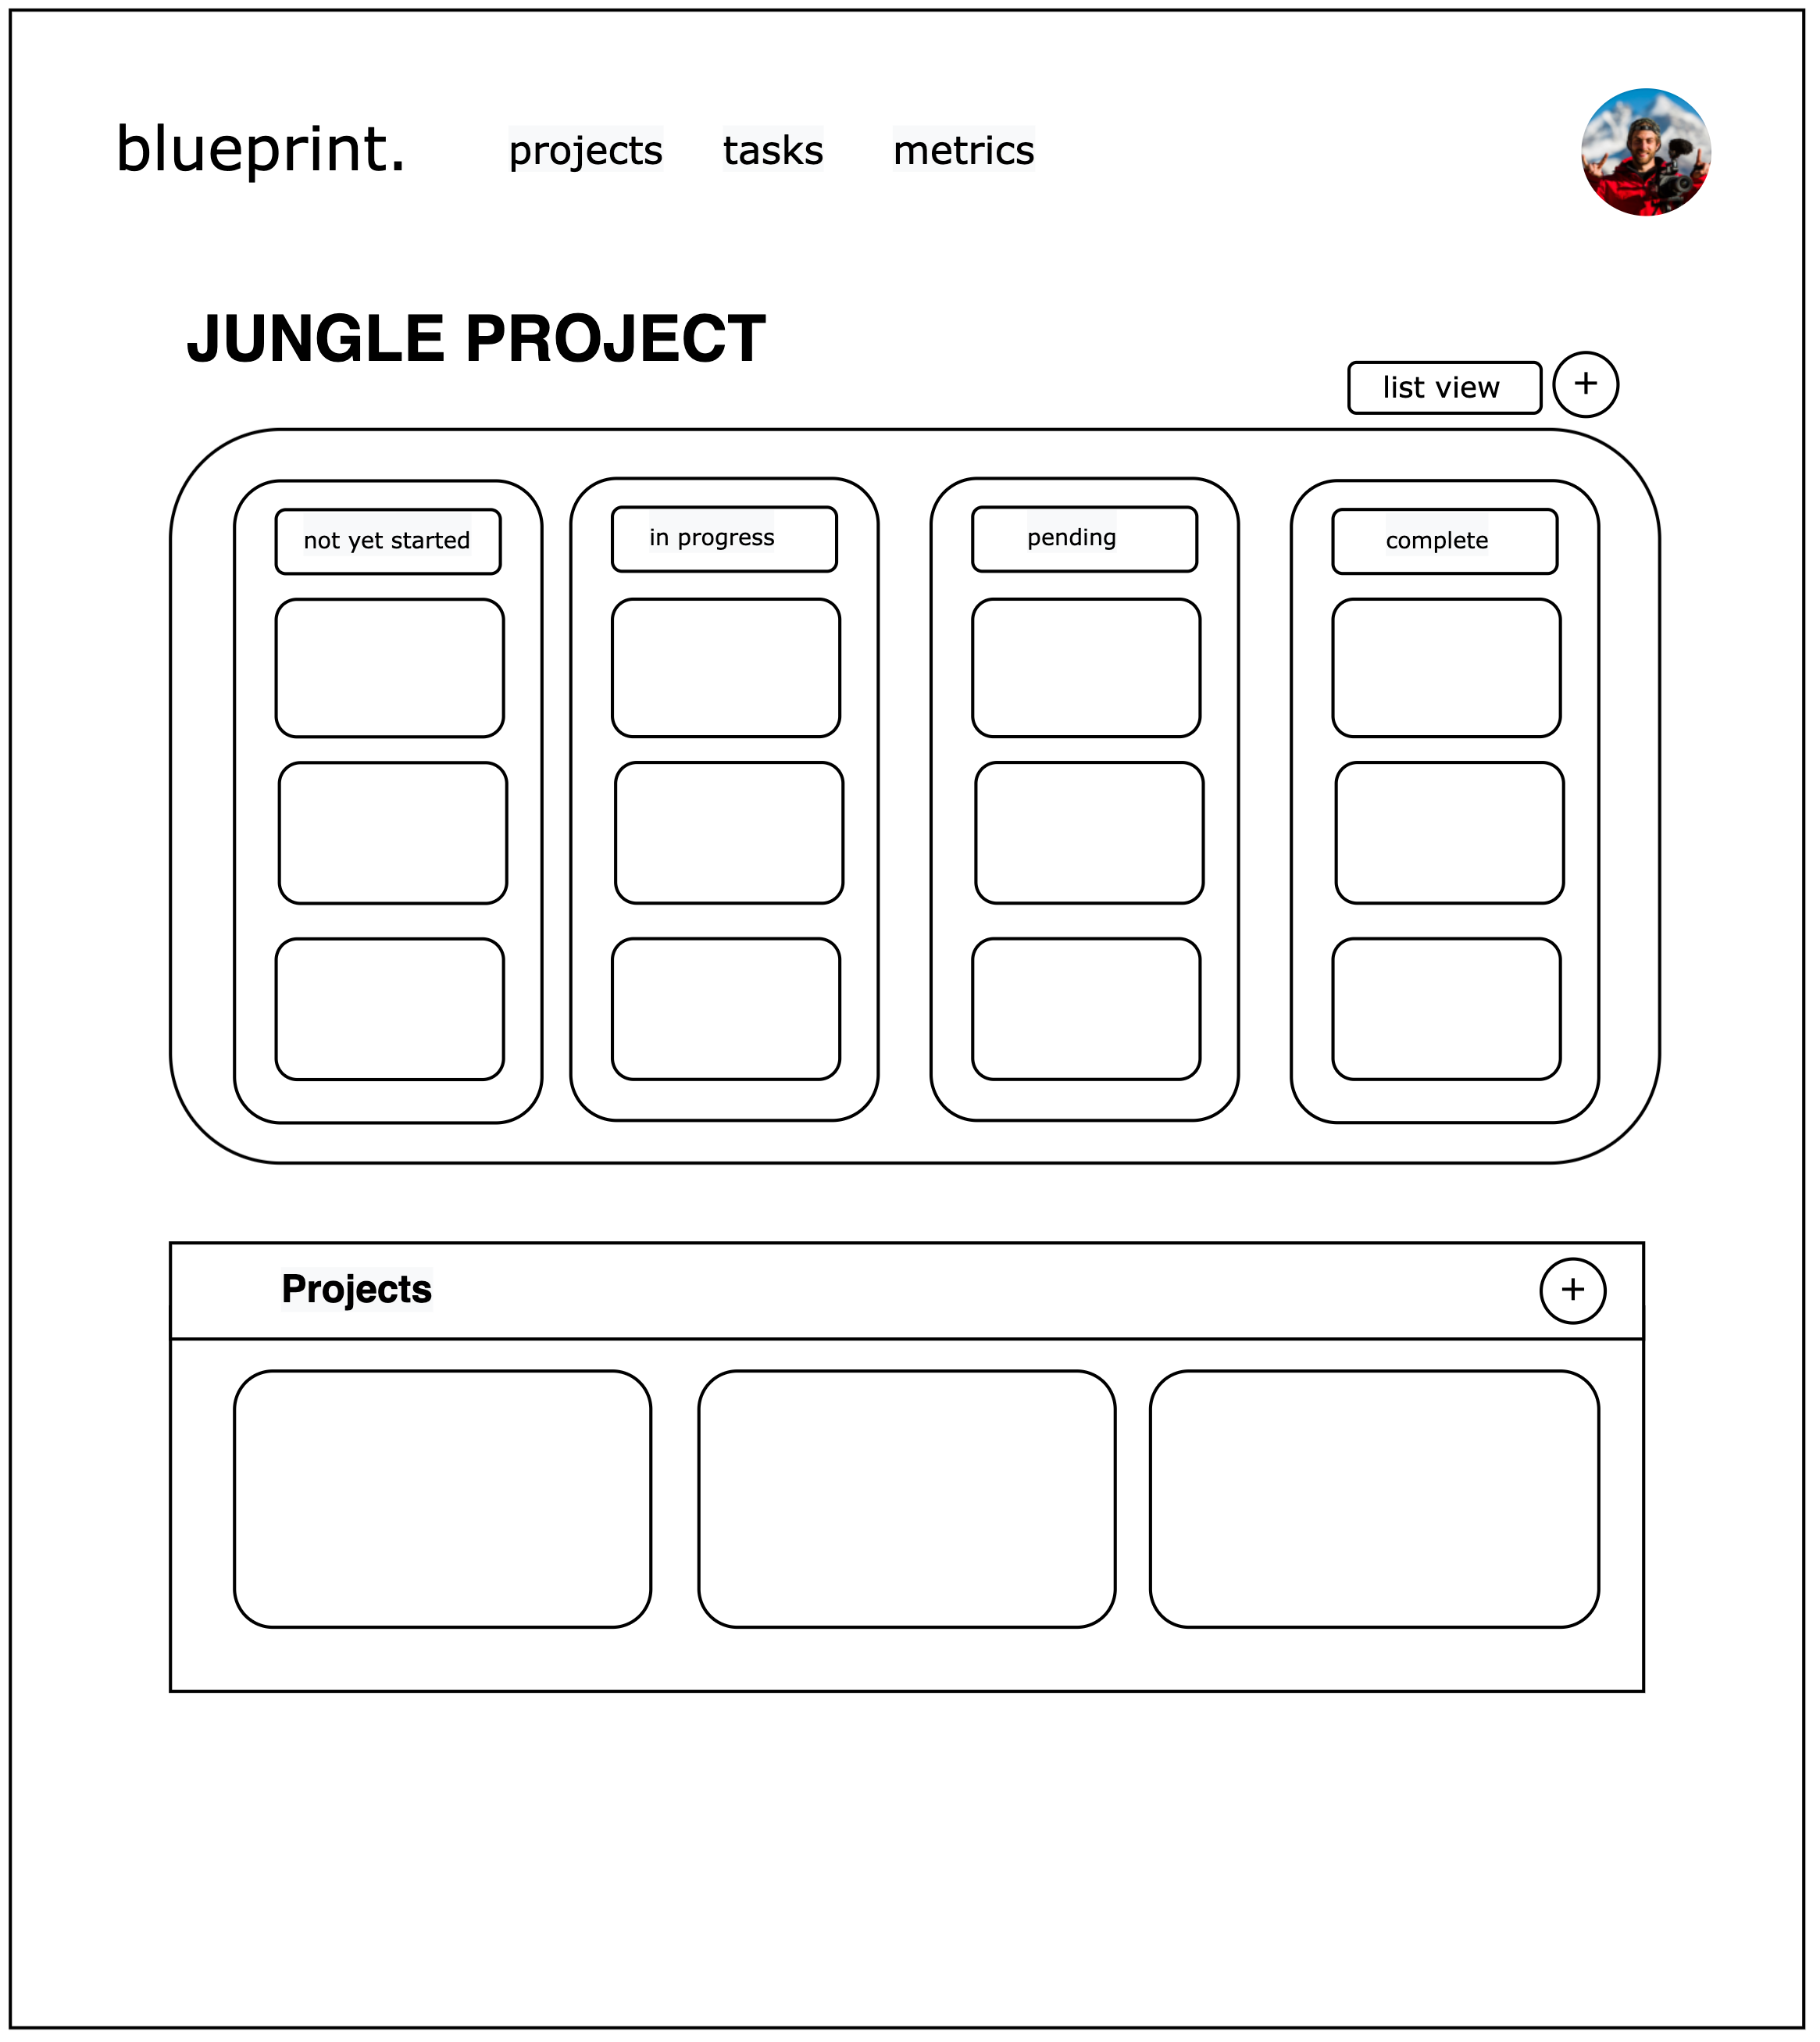 blueprint. projects tasks metrics
JUNGLE PROJECT
list view +
not yet started in progress pending complete
Projects +